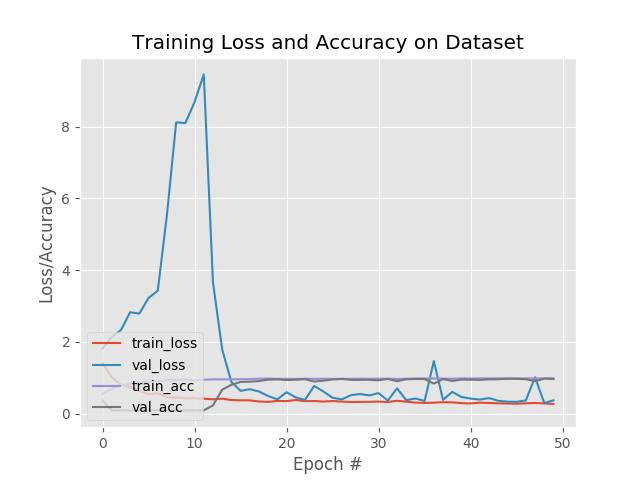 Training Loss and Accuracy on Dataset
Loss/Accuracy
8
6
4
2
0
train_loss
val_loss
train_acc
val_acc
0 10 20 30 40 50
Epoch #